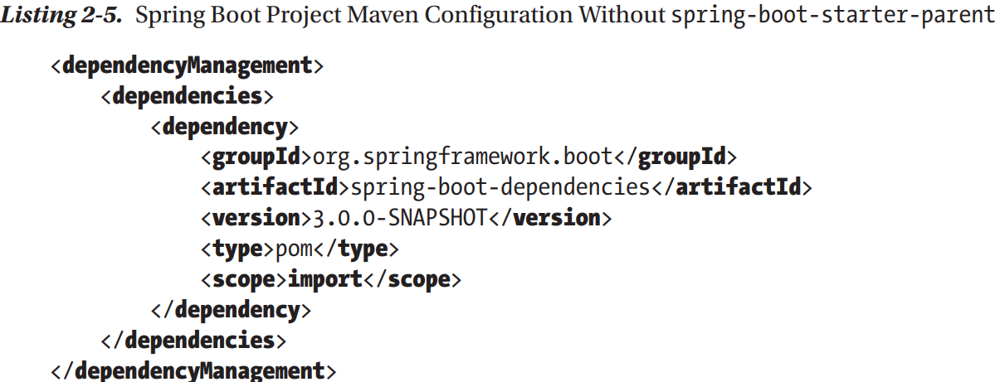 Listing 2-5. Spring Boot Project Maven Configuration Without spring-boot-starter-parent
<dependencyManagement>
<dependencies>
<dependency>
<groupId>org.springframework.boot</groupId>
<artifactId>spring-boot-dependencies</artifactId>
<version>3.0.0-SNAPSHOT</version>
<type>pom</type>
<scope>import</scope>
</dependency>
</dependencies>
</dependencyManagement>